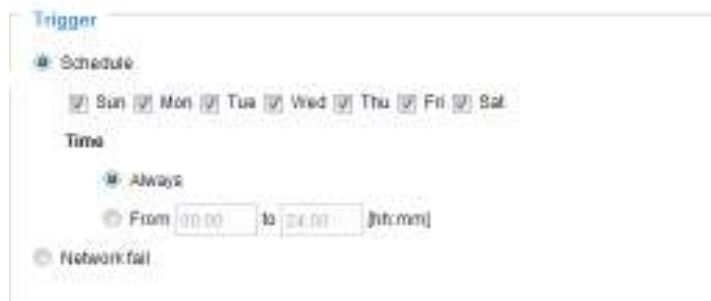 Trigger
Schedule
Sun Mon Tue Wed Thu Fri Sat
Time
Always
From 00:00 to 24:00 [hh:mm]
Network fail